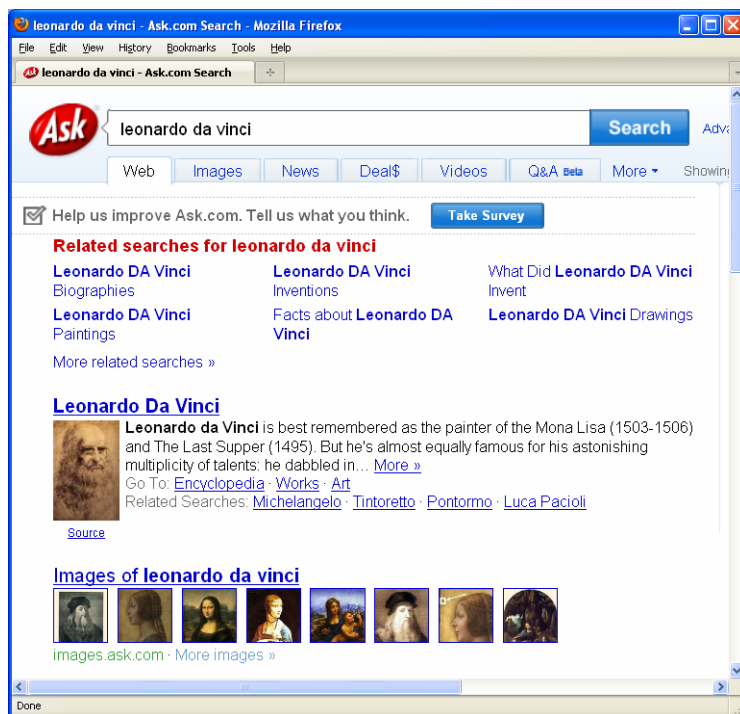 leonardo da vinci - Ask.com Search - Mozilla Firefox
File Edit View History Bookmarks Tools Help
leonardo da vinci - Ask.com Search
Ask leonardo da vinci Search Adva
Web Images News Deal$ Videos Q&A Beta More Showing
Help us improve Ask.com. Tell us what you think. Take Survey
Related searches for leonardo da vinci
Leonardo DA Vinci Biographies
Leonardo DA Vinci Inventions
What Did Leonardo DA Vinci Invent
Leonardo DA Vinci Paintings
Facts about Leonardo DA Vinci
Leonardo DA Vinci Drawings
More related searches »
Leonardo Da Vinci
Leonardo da Vinci is best remembered as the painter of the Mona Lisa (1503-1506)
and The Last Supper (1495). But he's almost equally famous for his astonishing
multiplicity of talents: he dabbled in... More »
Go To: Encyclopedia · Works · Art
Related Searches: Michelangelo · Tintoretto · Pontormo · Luca Pacioli
Source
Images of leonardo da vinci
images.ask.com · More images »
Done